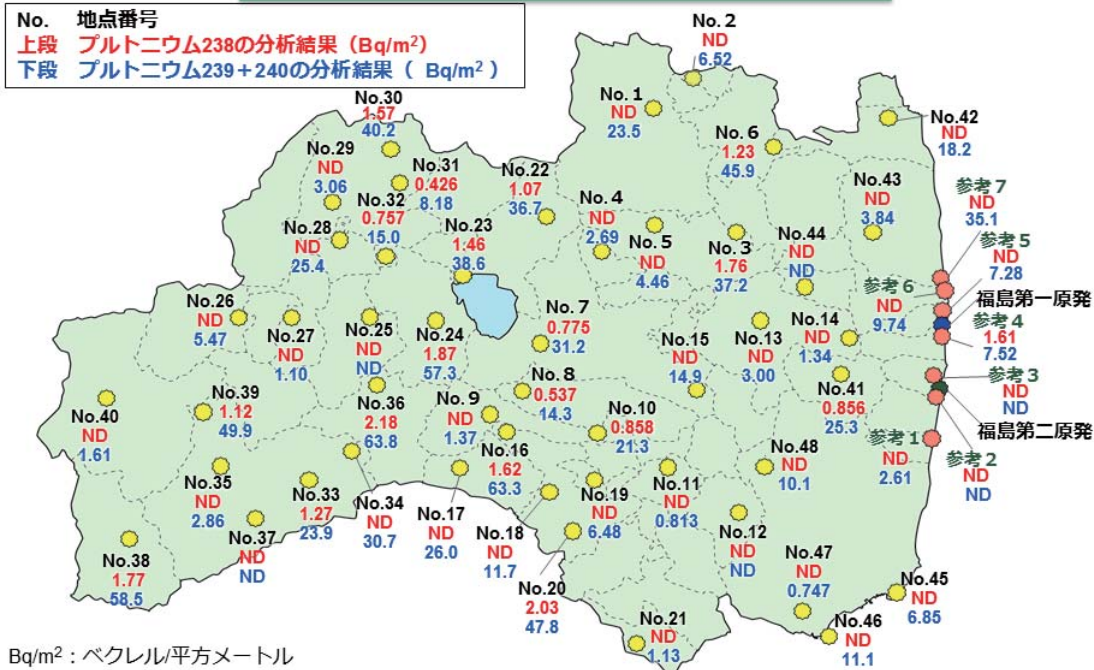 No. 地点番号
上段 プルトニウム238の分析結果(Bq/m²)
下段 プルトニウム239+240の分析結果( Bq/m² )
No. 2
ND
6.52
No. 1
ND
23.5
No.30
1.57
40.2
No. 6
1.23
45.9
No.42
ND
18.2
No.29
ND
3.06
No.31
0.426
8.18
No.22
1.07
36.7
No.43
ND
3.84
参考7
ND
35.1
No.32
0.757
15.0
No.4
ND
2.69
No.28
ND
25.4
No.23
1.46
38.6
No.5
ND
4.46
No.3
1.76
37.2
No.44
ND
ND
参考5
ND
7.28
参考6
ND
9.74
福島第一原発
No.26
ND
5.47
No.27
ND
1.10
No.25
ND
ND
No.24
1.87
57.3
No.7
0.775
31.2
No.15
ND
14.9
No.13
ND
3.00
No.14
ND
1.34
参考4
1.61
7.52
参考3
ND
ND
No.8
0.537
14.3
No.41
0.856
25.3
No.39
1.12
49.9
No.36
2.18
63.8
No.9
ND
1.37
No.10
0.858
21.3
No.40
ND
1.61
福島第二原発
参考1
ND
2.61
参考2
ND
ND
No.16
1.62
63.3
No.48
ND
10.1
No.35
ND
2.86
No.33
1.27
23.9
No.34
ND
30.7
No.17
ND
26.0
No.18
ND
11.7
No.19
ND
6.48
No.11
ND
0.813
No.12
ND
ND
No.37
ND
ND
No.38
1.77
58.5
No.20
2.03
47.8
No.47
ND
0.747
No.45
ND
6.85
No.21
ND
1.13
No.46
ND
11.1
Bq/m²:ベクレル/平方メートル